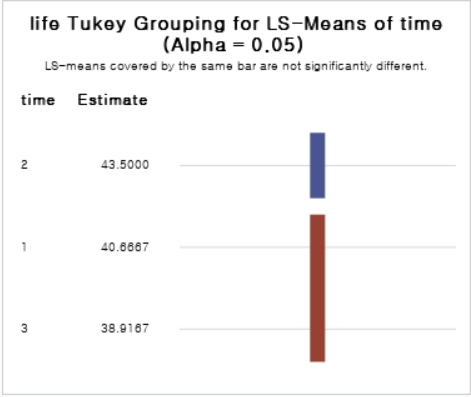 life Tukey Grouping for LS-Means of time
(Alpha = 0.05)
LS-means covered by the same bar are not significantly different.
time Estimate
2 43.5000
1 40.6667
3 38.9167